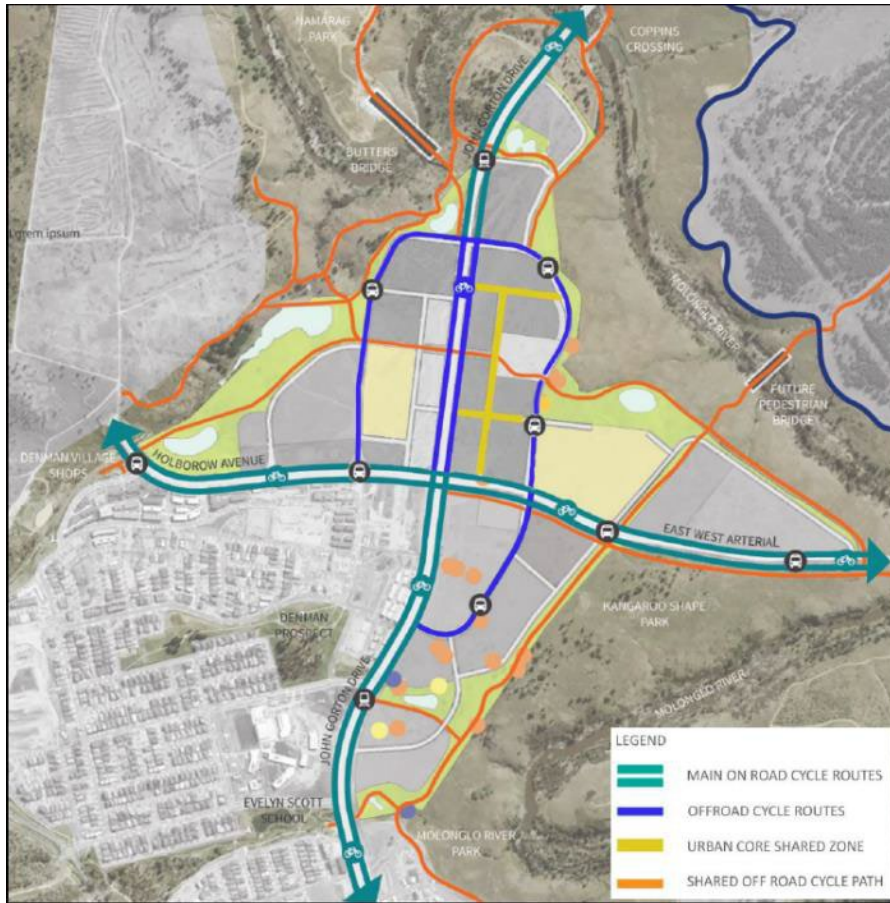 NAMARAG
PARK
COPPINS
CROSSING
JOHN GORTON DRIVE
BUTTERS
BRIDGE
Lorem ipsum
MOLONGLO
RIVER
FUTURE
PEDESTRIAN
BRIDGE
DENMAN VILLAGE
SHOPS
HOLBOROW AVENUE
EAST WEST ARTERIAL
KANGAROO SHAPE
PARK
DENMAN
PROSPECT
JOHN GORTON DRIVE
MOLONGLO RIVER
EVELYN SCOTT
SCHOOL
MOLONGLO RIVER
PARK
LEGEND
MAIN ON ROAD CYCLE ROUTES
OFFROAD CYCLE ROUTES
URBAN CORE SHARED ZONE
SHARED OFF ROAD CYCLE PATH